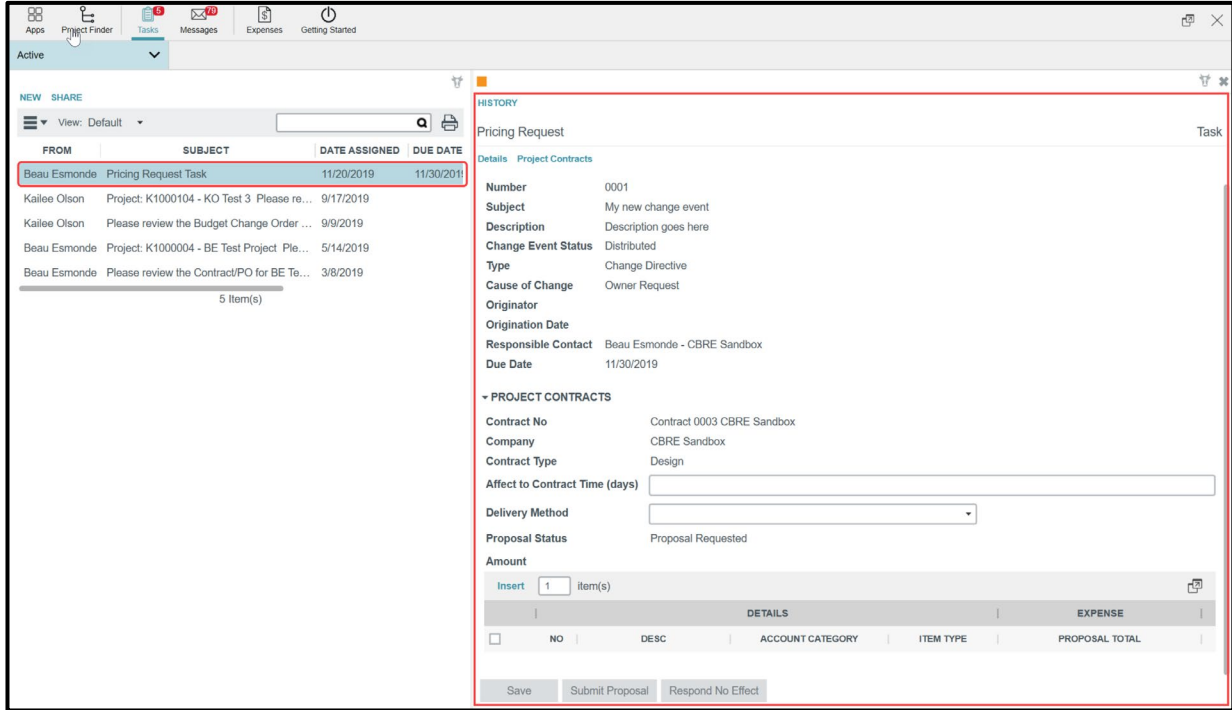 5 79
Apps Project Finder Tasks Messages Expenses Getting Started
Active
NEW SHARE
View: Default
FROM SUBJECT DATE ASSIGNED DUE DATE
Beau Esmonde Pricing Request Task 11/20/2019 11/30/201
Kailee Olson Project: K1000104 - KO Test 3 Please re... 9/17/2019
Kailee Olson Please review the Budget Change Order ... 9/9/2019
Beau Esmonde Project: K1000004 - BE Test Project Ple... 5/14/2019
Beau Esmonde Please review the Contract/PO for BE Te... 3/8/2019
5 Item(s)
HISTORY
Pricing Request Task
Details Project Contracts
Number 0001
Subject My new change event
Description Description goes here
Change Event Status Distributed
Type Change Directive
Cause of Change Owner Request
Originator
Origination Date
Responsible Contact Beau Esmonde - CBRE Sandbox
Due Date 11/30/2019
PROJECT CONTRACTS
Contract No Contract 0003 CBRE Sandbox
Company CBRE Sandbox
Contract Type Design
Affect to Contract Time (days)
Delivery Method
Proposal Status Proposal Requested
Amount
Insert 1 item(s)
DETAILS EXPENSE
NO DESC ACCOUNT CATEGORY ITEM TYPE PROPOSAL TOTAL
Save Submit Proposal Respond No Effect